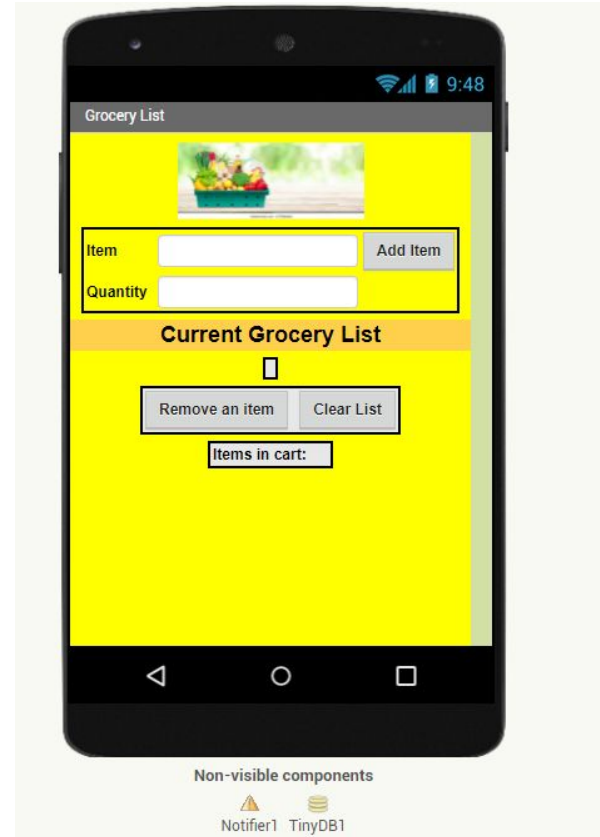 9:48
Grocery List
Item
Add Item
Quantity
Current Grocery List
Remove an item Clear List
Items in cart:
Non-visible components
Notifier1 TinyDB1